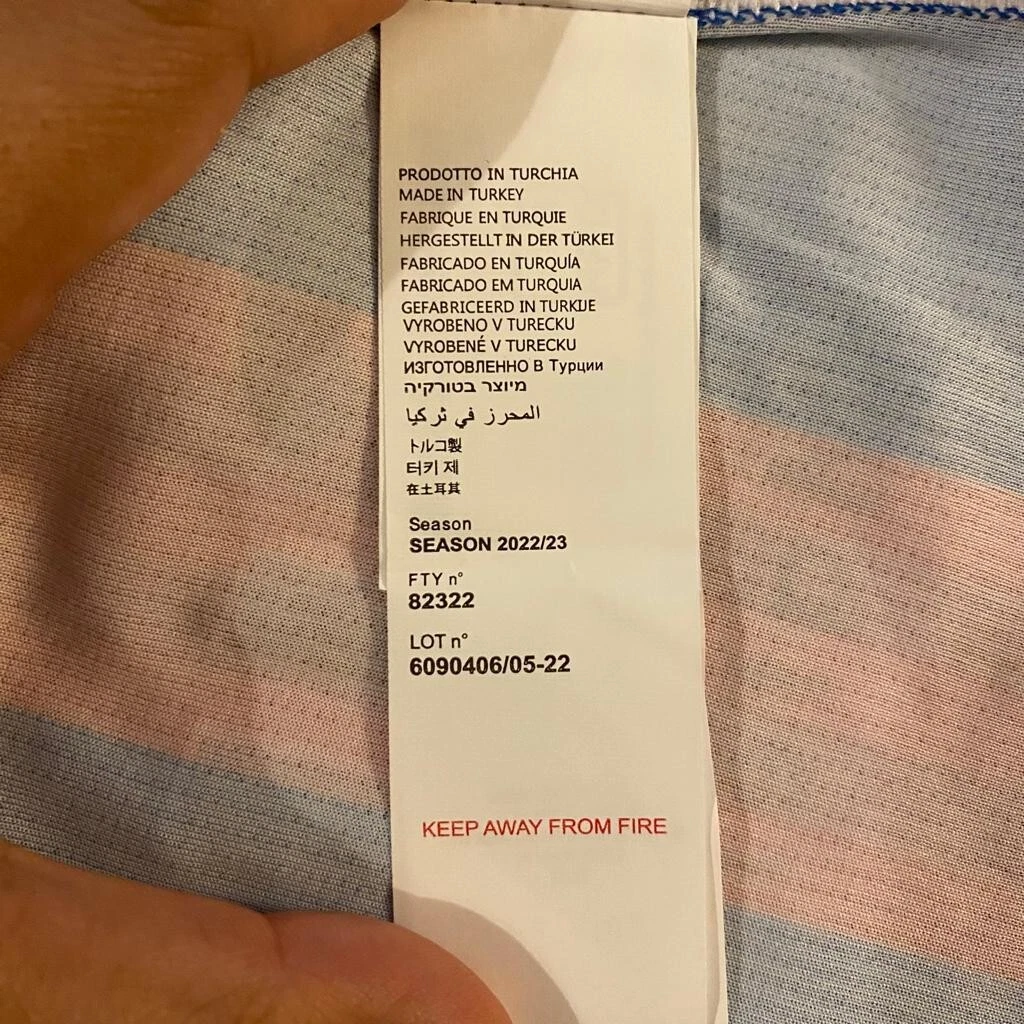 PRODOTTO IN TURCHIA
MADE IN TURKEY
FABRIQUE EN TURQUIE
HERGESTELLT IN DER TÜRKEI
FABRICADO EN TURQUÍA
FABRICADO EM TURQUIA
GEFABRICEERD IN TURKIJE
VYROBENO V TURECKU
VYROBENÉ V TURECKU
ИЗГОТОВЛЕННО В Турции
מיוצר בטורקיה
المحرز في تركيا
トルコ製
터키 제
在土耳其
Season
SEASON 2022/23
FTY n°
82322
LOT n°
6090406/05-22
KEEP AWAY FROM FIRE